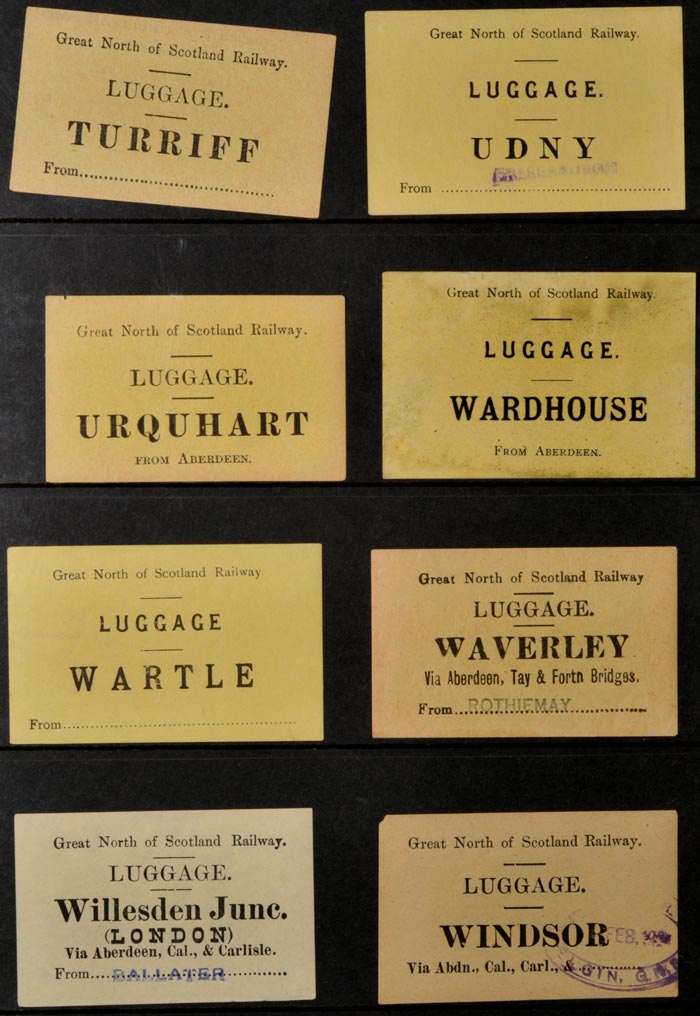 Great North of Scotland Railway.
LUGGAGE.
TURRIFF
From
Great North of Scotland Railway.
LUGGAGE.
UDNY
From
Great North of Scotland Railway.
LUGGAGE.
URQUHART
FROM ABERDEEN.
Great North of Scotland Railway.
LUGGAGE.
WARDHOUSE
FROM ABERDEEN.
Great North of Scotland Railway
LUGGAGE
WARTLE
From
Great North of Scotland Railway
LUGGAGE.
WAVERLEY
Via Aberdeen, Tay & Fortn Bridges.
From ROTHIEMAY
Great North of Scotland Railway.
LUGGAGE.
Willesden Junc.
(LONDON)
Via Aberdeen, Cal., & Carlisle.
From BALLATER
Great North of Scotland Railway.
LUGGAGE.
WINDSOR
FEB.
Via Abdn., Cal., Carl., &